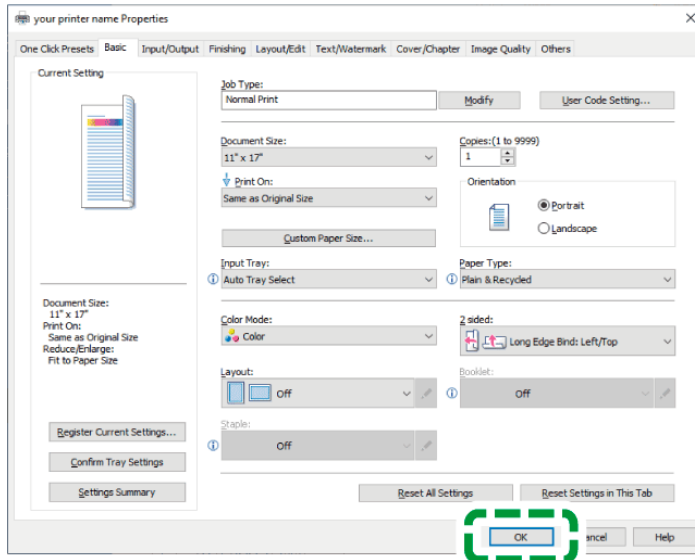 your printer name Properties
One Click Presets Basic Input/Output Finishing Layout/Edit Text/Watermark Cover/Chapter Image Quality Others
Current Setting
Document Size:
11" x 17"
Print On:
Same as Original Size
Reduce/Enlarge:
Fit to Paper Size
Register Current Settings...
Confirm Tray Settings
Settings Summary
Job Type:
Normal Print
Modify
User Code Setting...
Document Size:
11" x 17"
Copies:(1 to 9999)
1
Print On:
Same as Original Size
Orientation
Portrait
Landscape
Custom Paper Size...
Input Tray:
Auto Tray Select
Paper Type:
Plain & Recycled
Color Mode:
Color
2 sided:
Long Edge Bind: Left/Top
Layout:
Off
Booklet:
Off
Staple:
Off
Reset All Settings
Reset Settings in This Tab
OK
ancel
Help